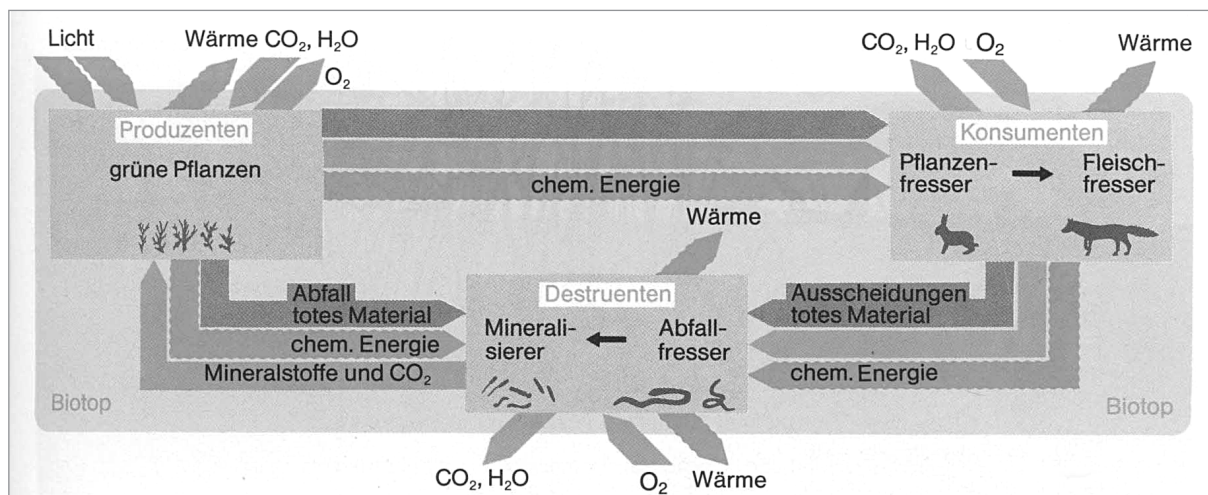 Licht
Wärme CO₂, H₂O
O₂
CO₂, H₂O
O₂
Wärme
Produzenten
grüne Pflanzen
chem. Energie
Konsumenten
Pflanzen-
fresser
Fleisch-
fresser
Wärme
Destruenten
Minerali-
sierer
Abfall-
fresser
Abfall
totes Material
chem. Energie
Mineralstoffe und CO₂
Ausscheidungen
totes Material
chem. Energie
Biotop
Biotop
CO₂, H₂O
O₂
Wärme